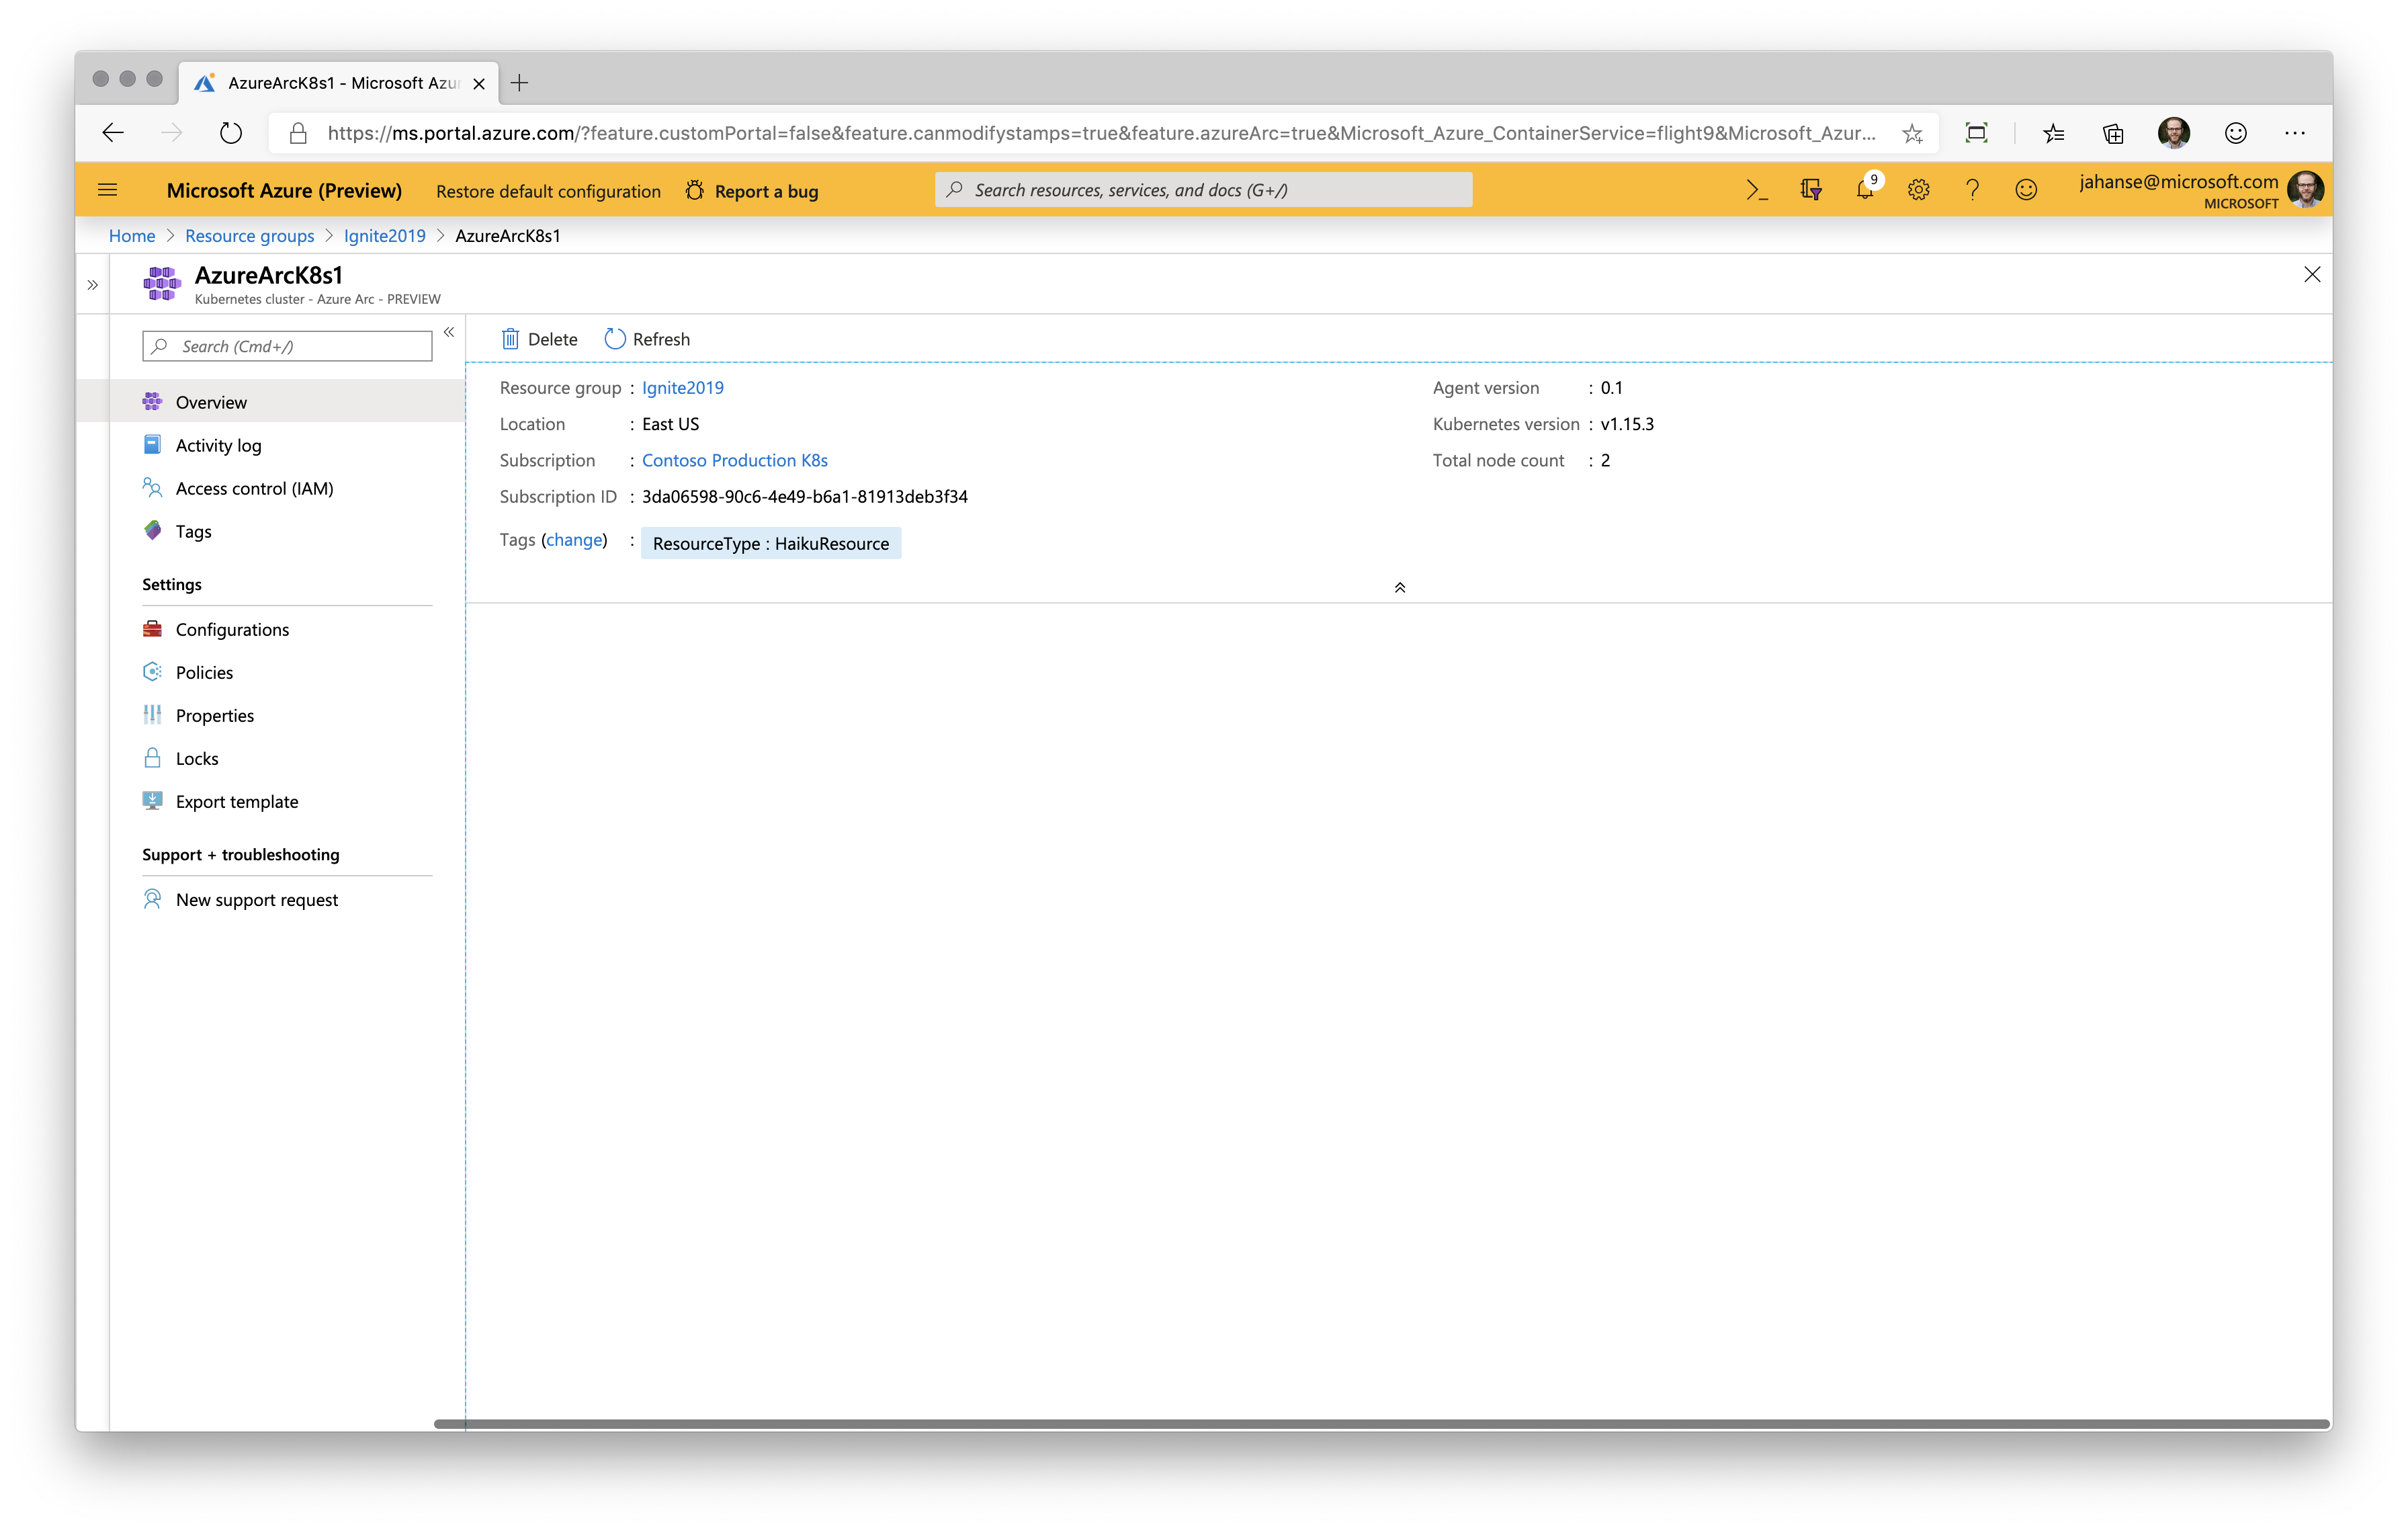 AzureArcK8s1 - Microsoft Azu
https://ms.portal.azure.com/?feature.customPortal=false&feature.canmodifystamps=true&feature.azureArc=true&Microsoft_Azure_ContainerService=flight9&Microsoft_Azur...
Microsoft Azure (Preview) Restore default configuration Report a bug Search resources, services, and docs (G+/) 9 jahanse@microsoft.com
MICROSOFT
Home > Resource groups > Ignite2019 > AzureArcK8s1
AzureArcK8s1
Kubernetes cluster - Azure Arc - PREVIEW
Search (Cmd+/)
Overview
Activity log
Access control (IAM)
Tags
Settings
Configurations
Policies
Properties
Locks
Export template
Support + troubleshooting
New support request
Delete Refresh
Resource group : Ignite2019
Location : East US
Subscription : Contoso Production K8s
Subscription ID : 3da06598-90c6-4e49-b6a1-81913deb3f34
Tags (change) : ResourceType : HaikuResource
Agent version : 0.1
Kubernetes version : v1.15.3
Total node count : 2